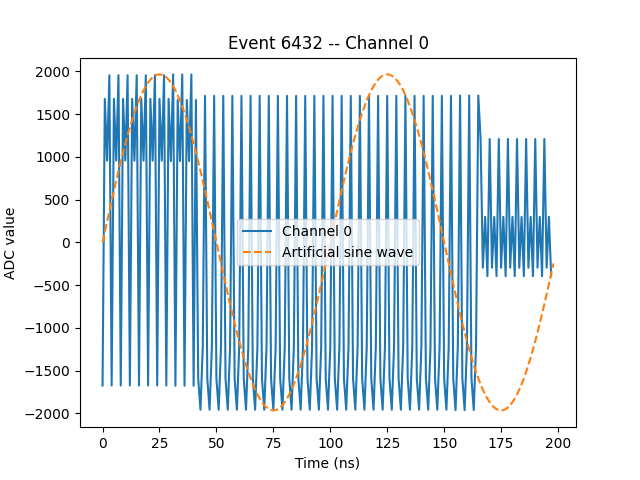 Event 6432 -- Channel 0
ADC value
2000
1500
1000
500
0
−500
−1000
−1500
−2000
Channel 0
Artificial sine wave
0 25 50 75 100 125 150 175 200
Time (ns)